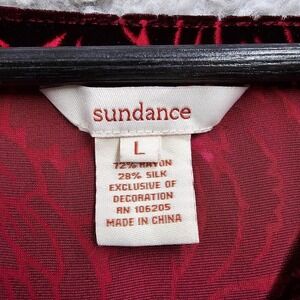 sundance
L
72% RAYON
28% SILK
EXCLUSIVE OF
DECORATION
RN 106205
MADE IN CHINA